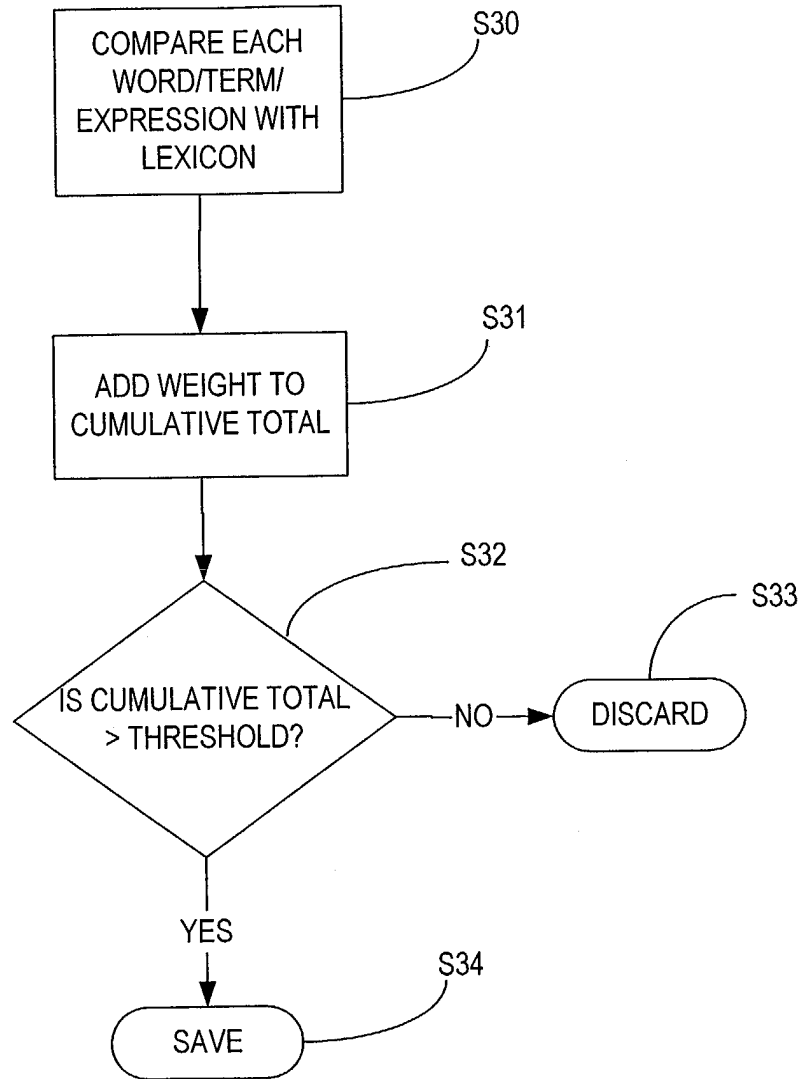 S30
COMPARE EACH
WORD/TERM/
EXPRESSION WITH
LEXICON
S31
ADD WEIGHT TO
CUMULATIVE TOTAL
S32
S33
IS CUMULATIVE TOTAL
> THRESHOLD?
NO
DISCARD
YES
S34
SAVE